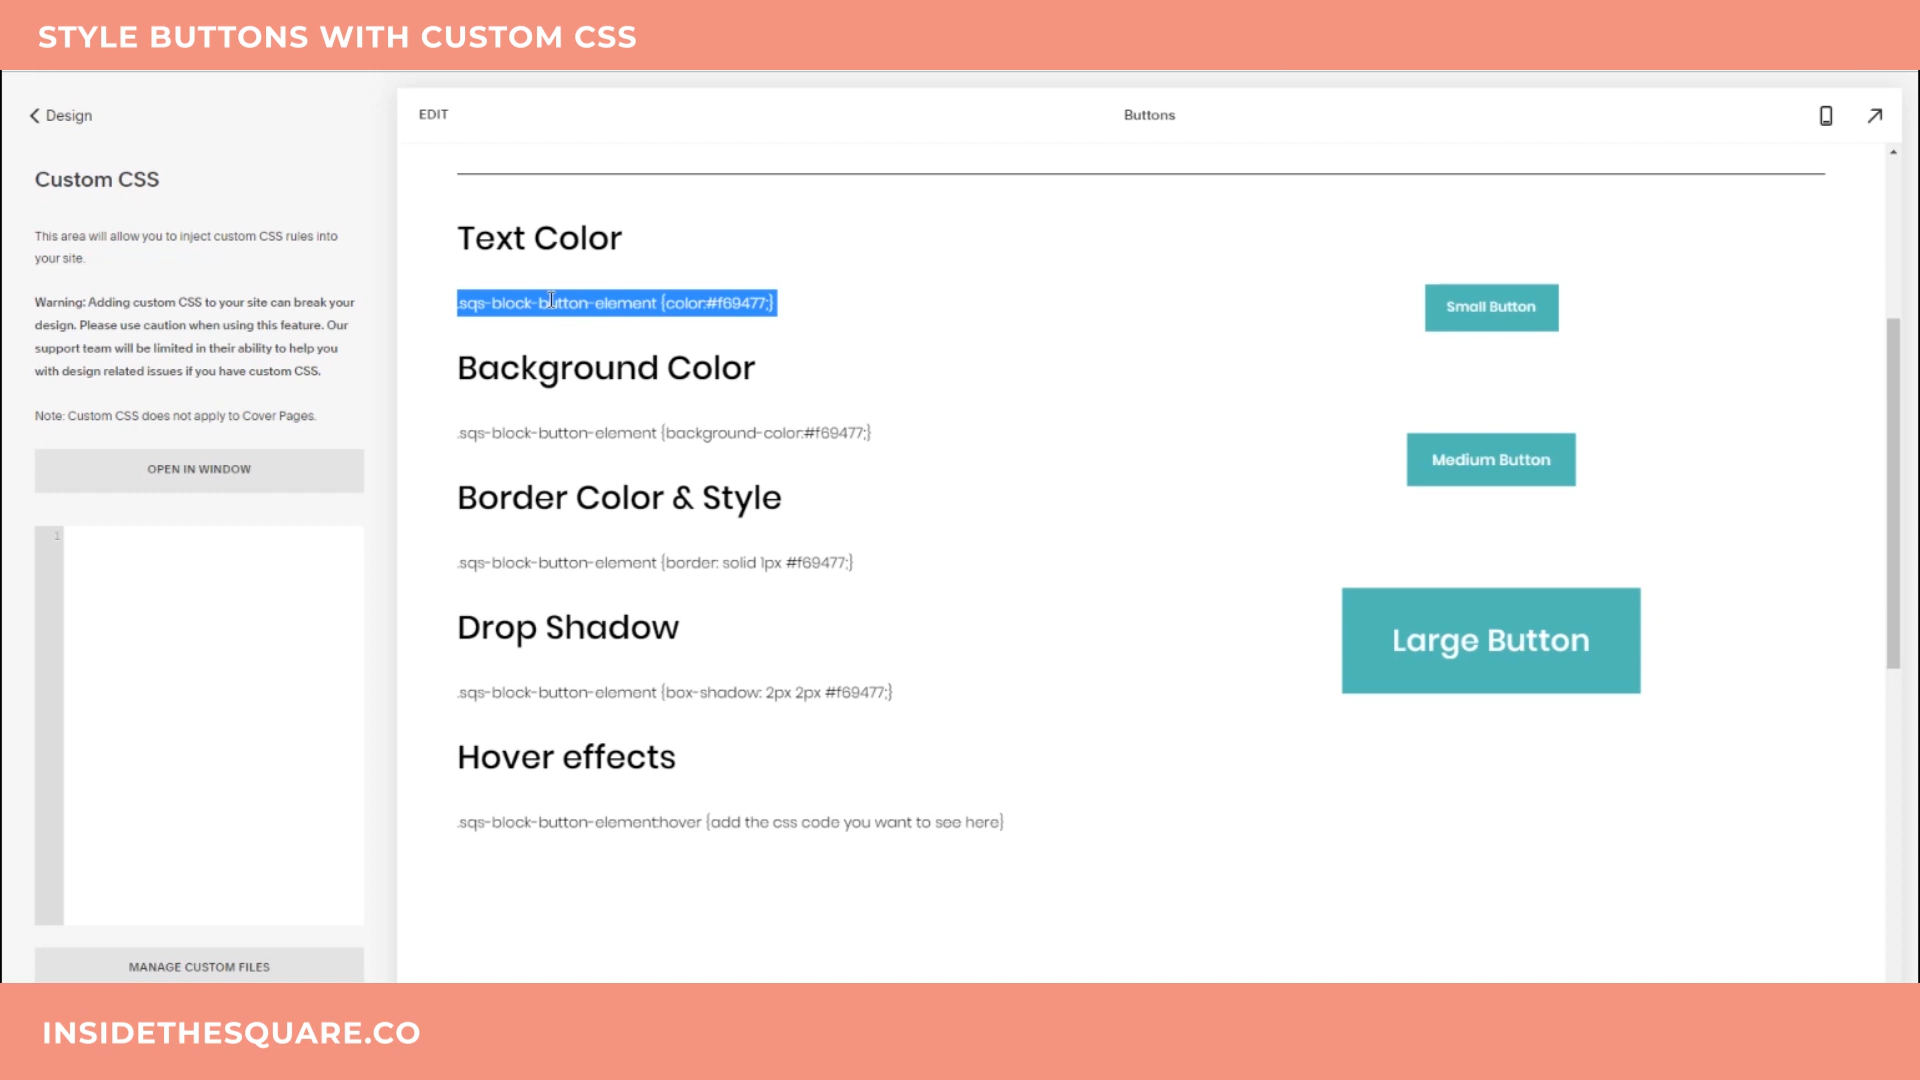 STYLE BUTTONS WITH CUSTOM CSS
Design
Custom CSS
This area will allow you to inject custom CSS rules into
your site.
Warning: Adding custom CSS to your site can break your
design. Please use caution when using this feature. Our
support team will be limited in their ability to help you
with design related issues if you have custom CSS.
Note: Custom CSS does not apply to Cover Pages.
OPEN IN WINDOW
1
MANAGE CUSTOM FILES
EDIT
Buttons
Text Color
.sqs-block-button-element {color:#f69477;}
Background Color
.sqs-block-button-element {background-color:#f69477;}
Border Color & Style
.sqs-block-button-element {border: solid 1px #f69477;}
Drop Shadow
.sqs-block-button-element {box-shadow: 2px 2px #f69477;}
Hover effects
.sqs-block-button-element:hover {add the css code you want to see here}
Small Button
Medium Button
Large Button
INSIDETHESQUARE.CO